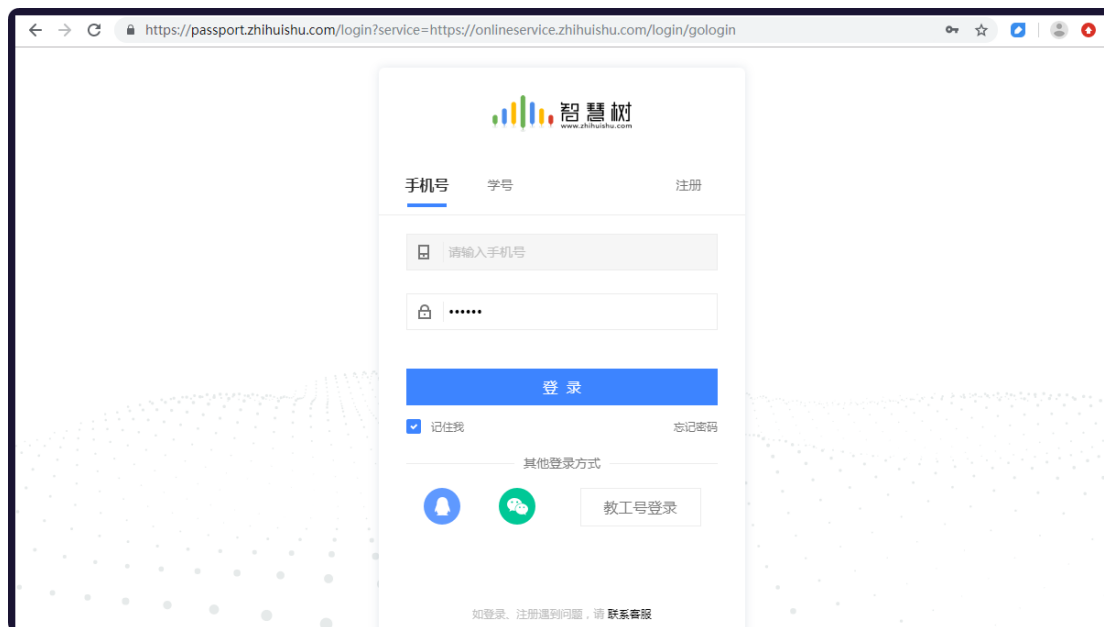 https://passport.zhihuishu.com/login?service=https://onlineservice.zhihuishu.com/login/gologin
智慧树
www.zhihuishu.com
手机号 学号 注册
请输入手机号
••••••
登 录
记住我 忘记密码
其他登录方式
教工号登录
如登录、注册遇到问题，请 联系客服